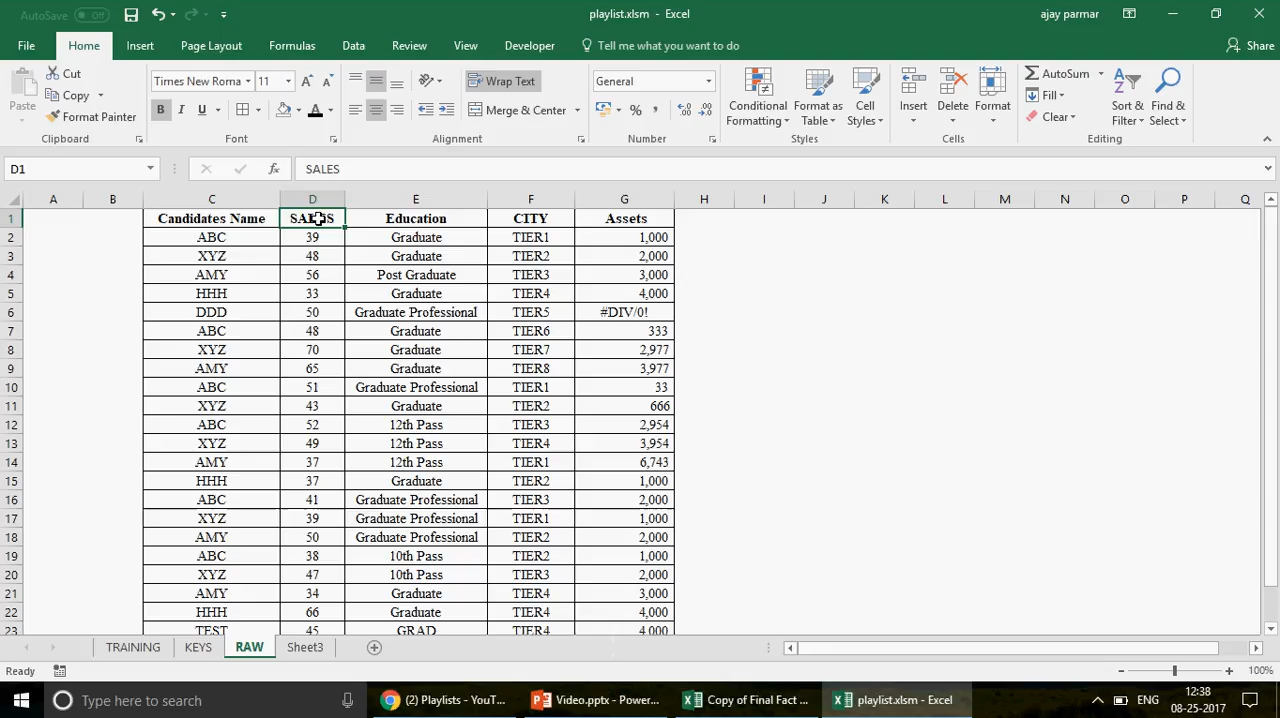 AutoSave Off
playlist.xlsm - Excel
ajay parmar
File Home Insert Page Layout Formulas Data Review View Developer Tell me what you want to do Share
Paste
Cut
Copy
Format Painter
Clipboard
Times New Roma 11
B I U
Font
Wrap Text
Merge & Center
Alignment
General
Number
Conditional Formatting
Format as Table
Cell Styles
Styles
Insert
Delete
Format
Cells
AutoSum
Fill
Clear
Sort & Filter
Find & Select
Editing
D1 fx SALES
A B C D E F G H I J K L M N O P Q
1 Candidates Name SALES Education CITY Assets
2 ABC 39 Graduate TIER1 1,000
3 XYZ 48 Graduate TIER2 2,000
4 AMY 56 Post Graduate TIER3 3,000
5 HHH 33 Graduate TIER4 4,000
6 DDD 50 Graduate Professional TIER5 #DIV/0!
7 ABC 48 Graduate TIER6 333
8 XYZ 70 Graduate TIER7 2,977
9 AMY 65 Graduate TIER8 3,977
10 ABC 51 Graduate Professional TIER1 33
11 XYZ 43 Graduate TIER2 666
12 ABC 52 12th Pass TIER3 2,954
13 XYZ 49 12th Pass TIER4 3,954
14 AMY 37 12th Pass TIER1 6,743
15 HHH 37 Graduate TIER2 1,000
16 ABC 41 Graduate Professional TIER3 2,000
17 XYZ 39 Graduate Professional TIER1 1,000
18 AMY 50 Graduate Professional TIER2 2,000
19 ABC 38 10th Pass TIER2 1,000
20 XYZ 47 10th Pass TIER3 2,000
21 AMY 34 Graduate TIER4 3,000
22 HHH 66 Graduate TIER4 4,000
23 TEST 45 GRAD TIER4 4,000
TRAINING KEYS RAW Sheet3
Ready
100%
Type here to search
(2) Playlists - YouT...
Video.pptx - Power...
Copy of Final Fact ...
playlist.xlsm - Excel
ENG
12:38
08-25-2017